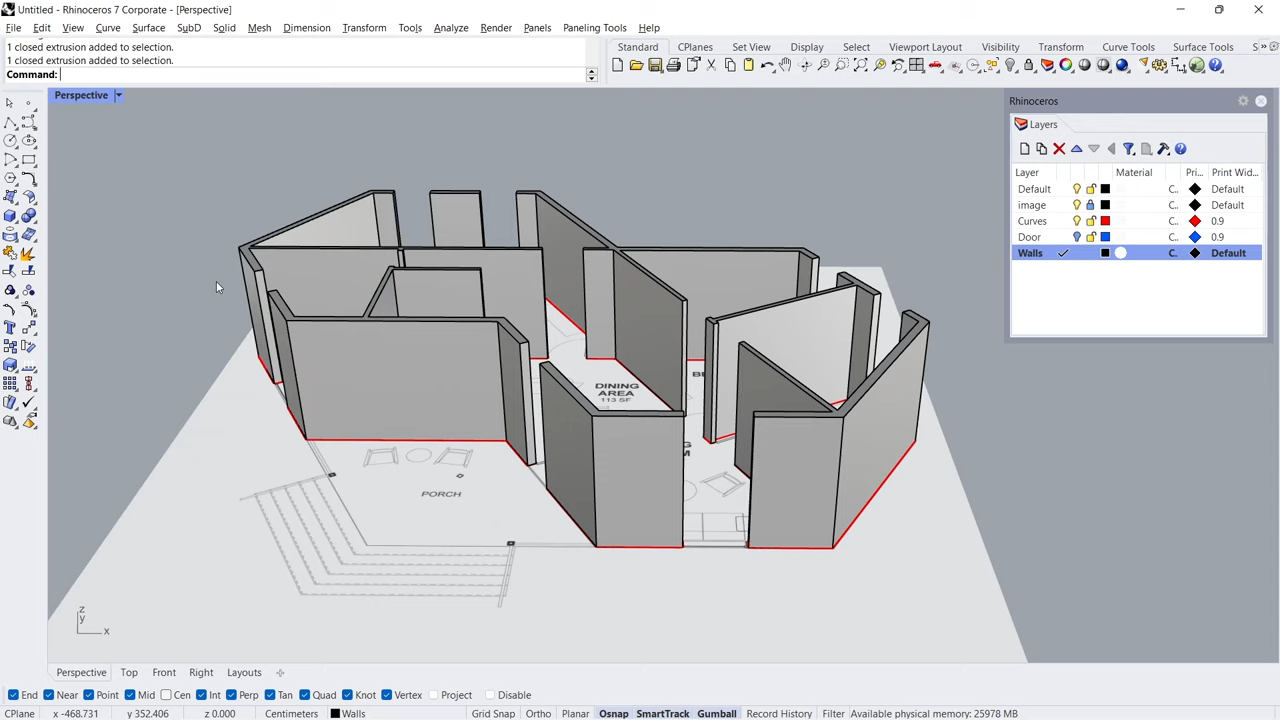 Untitled - Rhinoceros 7 Corporate - [Perspective]
File Edit View Curve Surface SubD Solid Mesh Dimension Transform Tools Analyze Render Panels Paneling Tools Help
1 closed extrusion added to selection.
1 closed extrusion added to selection.
Command:
Standard CPlanes Set View Display Select Viewport Layout Visibility Transform Curve Tools Surface Tools S
Perspective
Rhinoceros
Layers
Layer Material Pri... Print Wid...
Default C.. Default
image C.. Default
Curves C.. 0.9
Door C.. 0.9
Walls C.. Default
DINING
AREA
113 SF
PORCH
z
y
x
Perspective Top Front Right Layouts
End Near Point Mid Cen Int Perp Tan Quad Knot Vertex Project Disable
CPlane x -468.731 y 352.406 z 0.000 Centimeters Walls Grid Snap Ortho Planar Osnap SmartTrack Gumball Record History Filter Available physical memory: 25978 MB